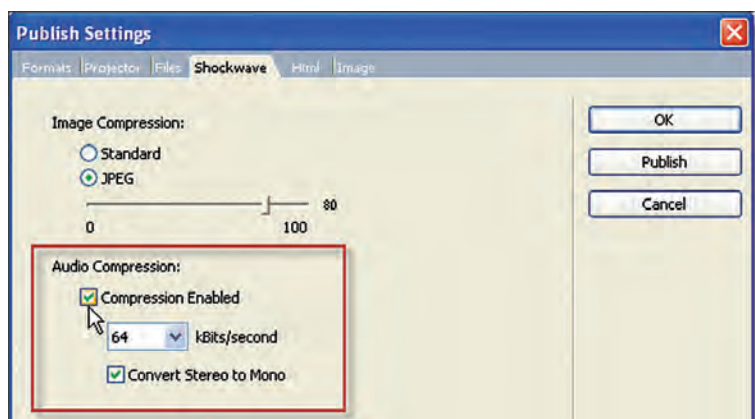 Publish Settings
Formats Projector Files Shockwave Html Image
Image Compression:
Standard
JPEG
80
0 100
Audio Compression:
Compression Enabled
64 kBits/second
Convert Stereo to Mono
OK
Publish
Cancel